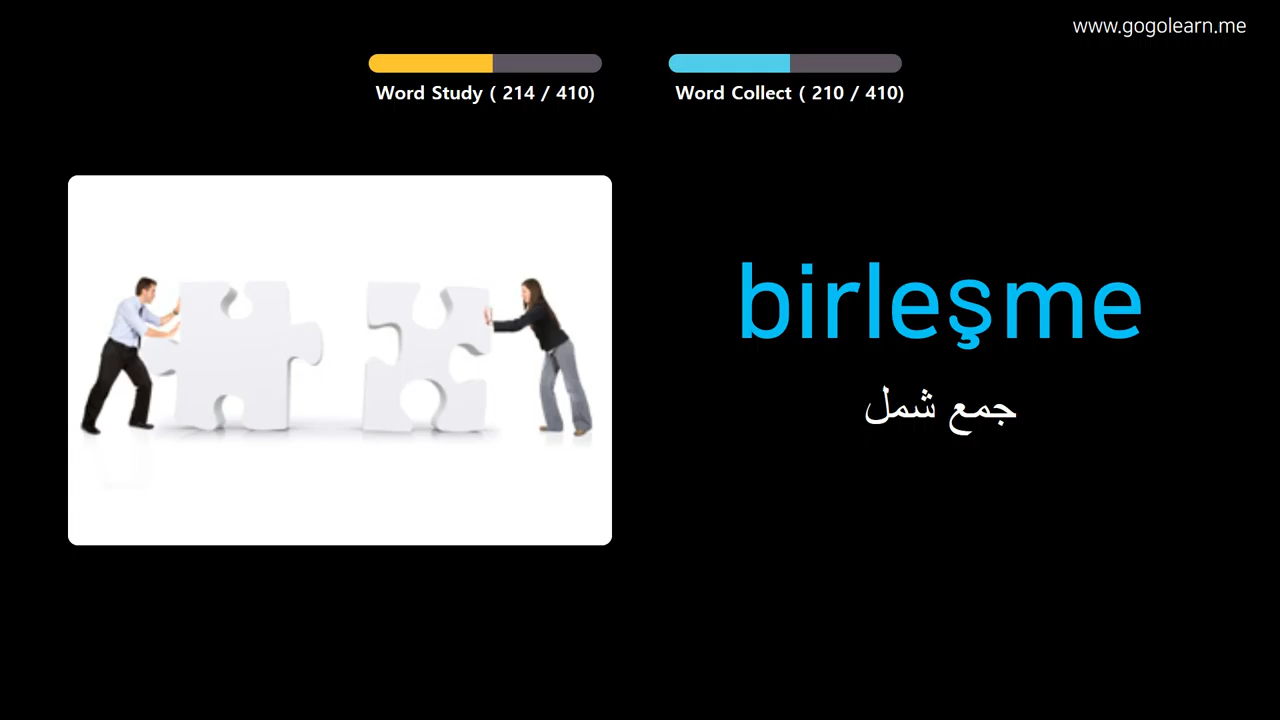 www.gogolearn.me
Word Study ( 214 / 410)
Word Collect ( 210 / 410)
birleşme
جمع شمل